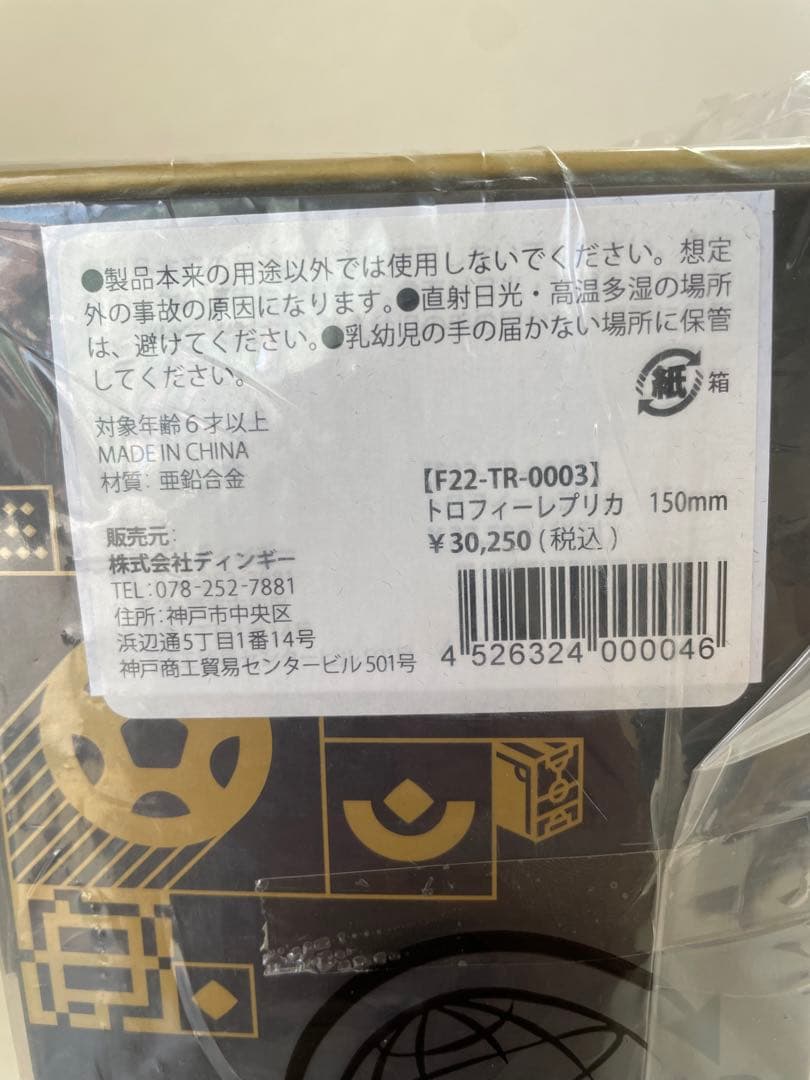 ●製品本来の用途以外では使用しないでください。想定
外の事故の原因になります。●直射日光・高温多湿の場所
は、避けてください。●乳幼児の手の届かない場所に保管
してください。
紙 箱
対象年齢6才以上
MADE IN CHINA
材質: 亜鉛合金
【F22-TR-0003】
トロフィーレプリカ 150mm
¥30,250(税込)
販売元:
株式会社ディンギー
TEL:078-252-7881
住所:神戸市中央区
浜辺通5丁目1番14号
神戸商工貿易センタービル501号
4 526324 000046